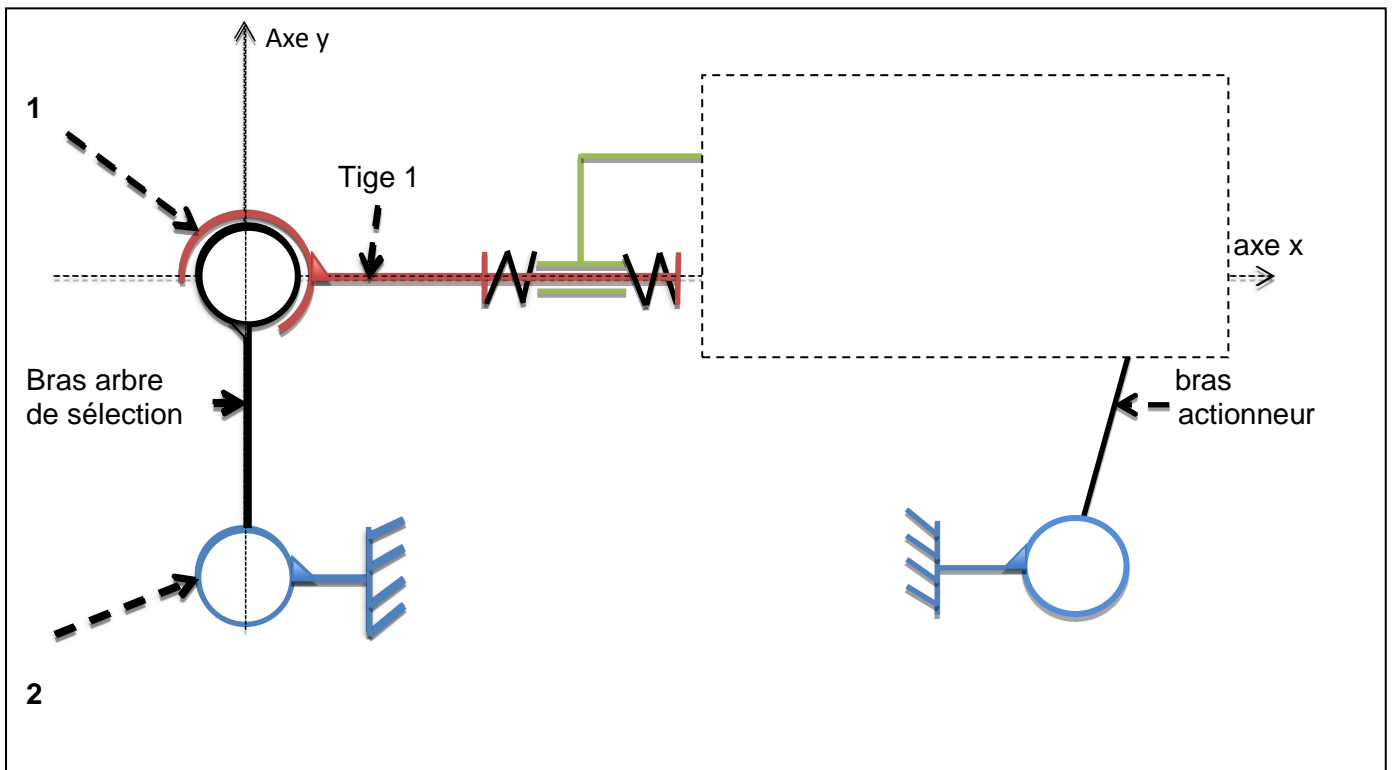 Axe y
1
Tige 1
axe x
Bras arbre
de sélection
bras
actionneur
2